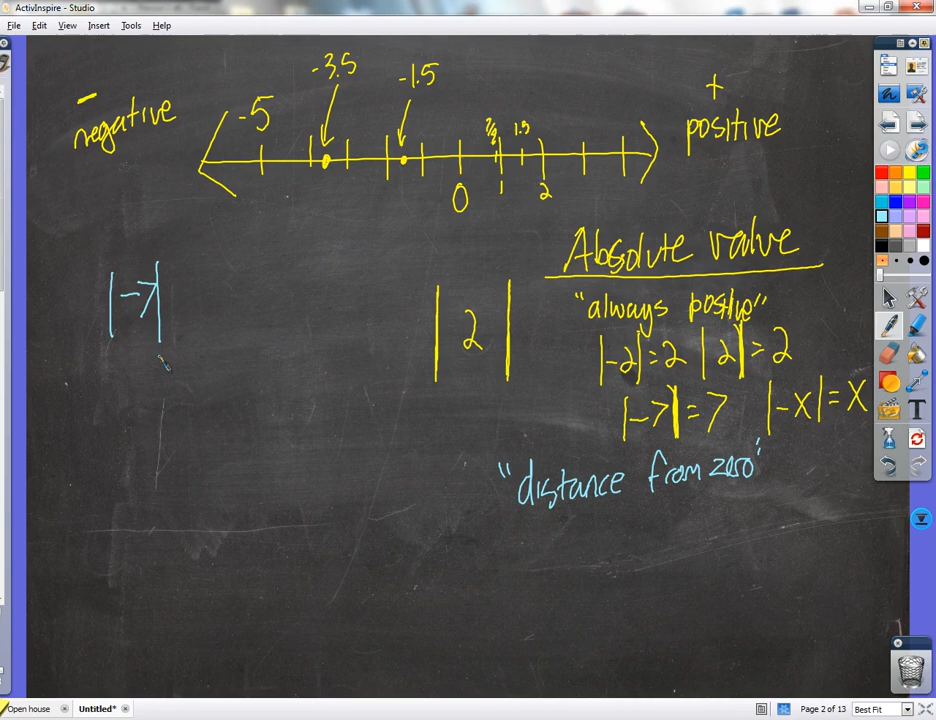 ActivInspire - Studio
File Edit View Insert Tools Help
-3.5 -1.5
- +
negative -5 positive
1.5
0 1 2
Absolute value
"always positive"
|-7| |2| |-2|=2 |2|=2
|-7|=7 |-x|=x
"distance from zero"
Open house Untitled* Page 2 of 13 Best Fit